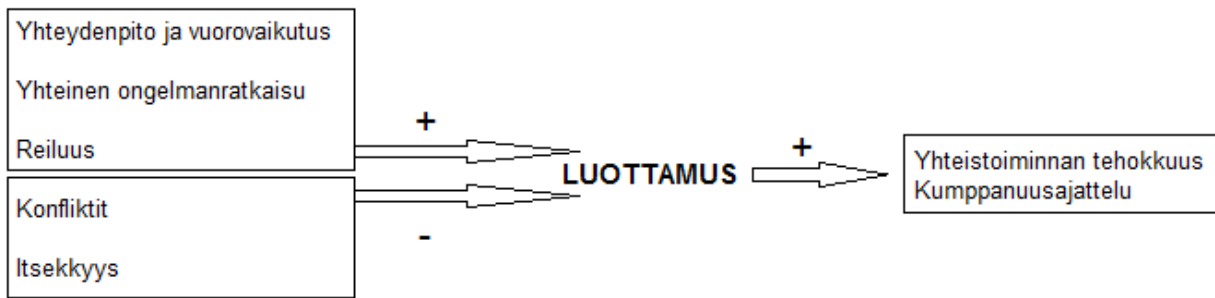 Yhteydenpito ja vuorovaikutus
Yhteinen ongelmanratkaisu
Reiluus
Konfliktit
Itsekkyys
+
-
LUOTTAMUS
+
Yhteistoiminnan tehokkuus
Kumppanuusajattelu